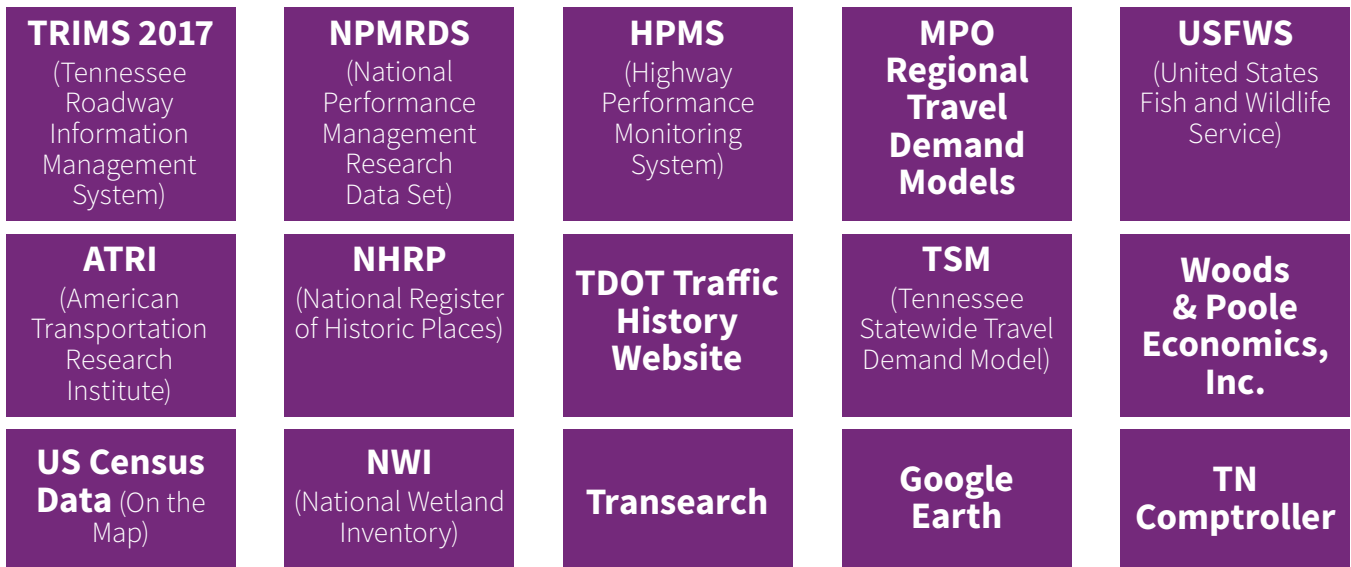 TRIMS 2017
(Tennessee
Roadway
Information
Management
System)
NPMRDS
(National
Performance
Management
Research
Data Set)
HPMS
(Highway
Performance
Monitoring
System)
MPO
Regional
Travel
Demand
Models
USFWS
(United States
Fish and Wildlife
Service)
ATRI
(American
Transportation
Research
Institute)
NHRP
(National Register
of Historic Places)
TDOT Traffic
History
Website
TSM
(Tennessee
Statewide Travel
Demand Model)
Woods
& Poole
Economics,
Inc.
US Census
Data (On the
Map)
NWI
(National Wetland
Inventory)
Transearch
Google
Earth
TN
Comptroller